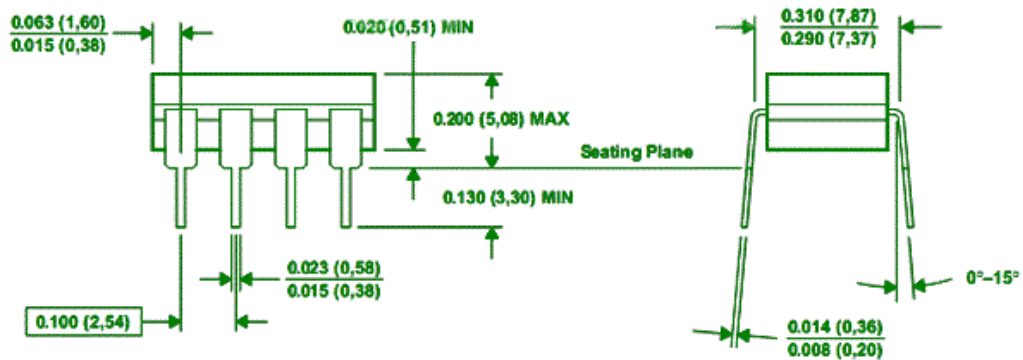 0.063 (1,60)
0.015 (0,38)
0.020 (0,51) MIN
0.310 (7,87)
0.290 (7,37)
0.200 (5,08) MAX
Seating Plane
0.130 (3,30) MIN
0.023 (0,58)
0.015 (0,38)
0°–15°
0.100 (2,54)
0.014 (0,36)
0.008 (0,20)